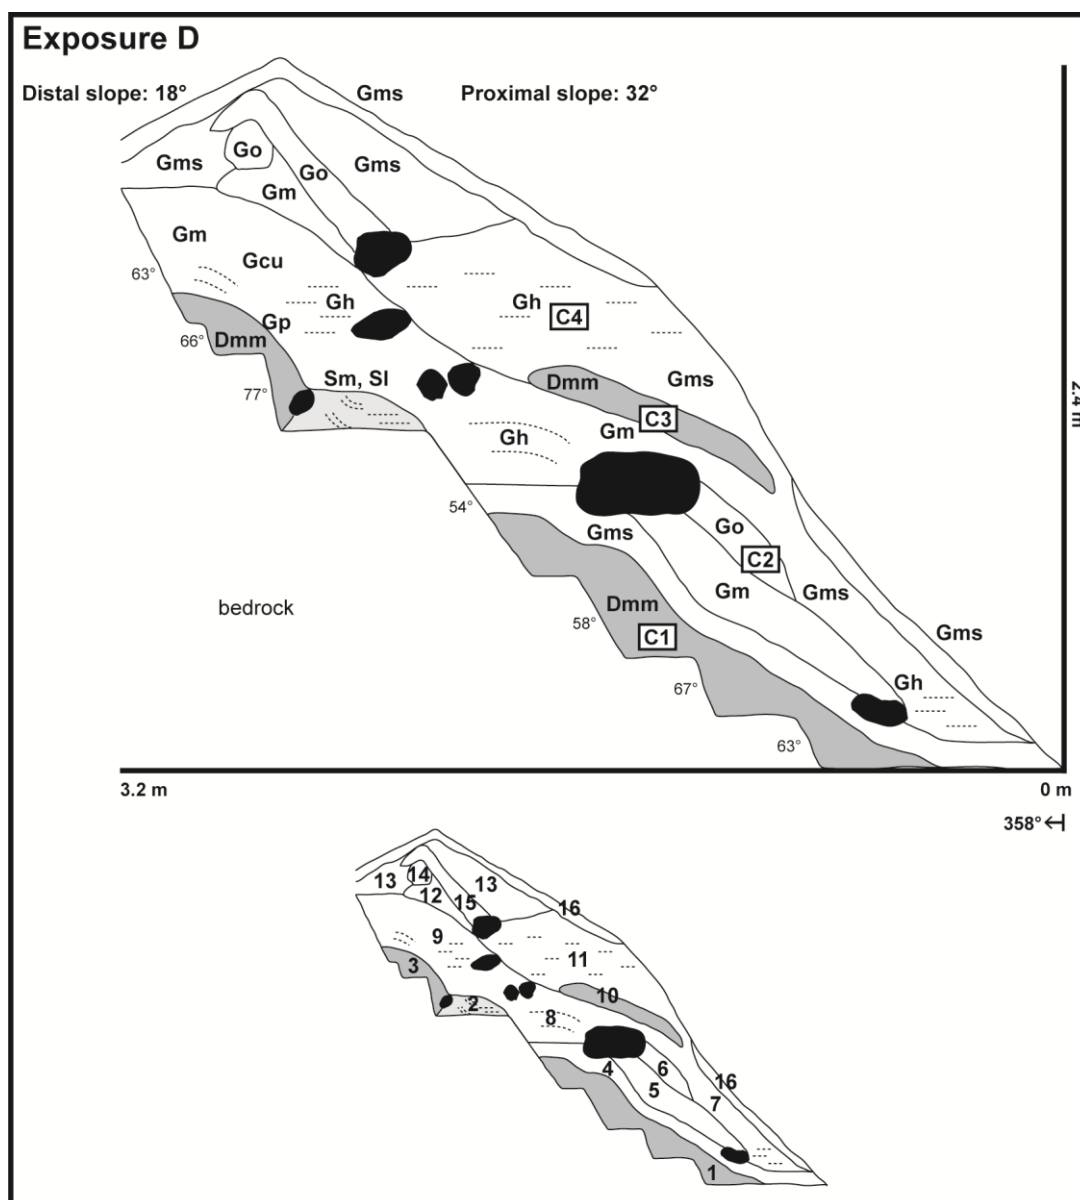 Exposure D
Distal slope: 18° Gms Proximal slope: 32°
Go
Gms Go Gms
Gm
Gm
Gcu
63°
Gh Gh C4
Gp
66° Dmm
Sm, Sl Dmm Gms
77°
2.4 m
C3
Gh Gm
54°
Gms Go
C2
Gm Gms
bedrock Dmm
58° C1 Gms
67° Gh
63°
3.2 m 0 m
358°
13 14 13
12 15
16
9
11
3
10
2
8
4 6
5
16
7
1